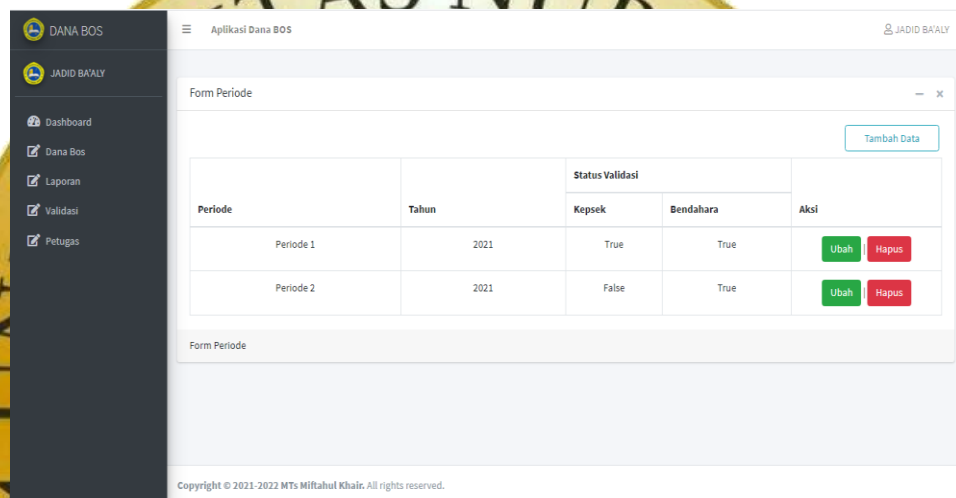 DANA BOS
Aplikasi Dana BOS
JADID BA'ALY
JADID BA'ALY
Dashboard
Dana Bos
Laporan
Validasi
Petugas
Form Periode
Tambah Data
Status Validasi
Periode Tahun Kepsek Bendahara Aksi
Periode 1 2021 True True Ubah | Hapus
Periode 2 2021 False True Ubah | Hapus
Form Periode
Copyright © 2021-2022 MTs Miftahul Khair. All rights reserved.